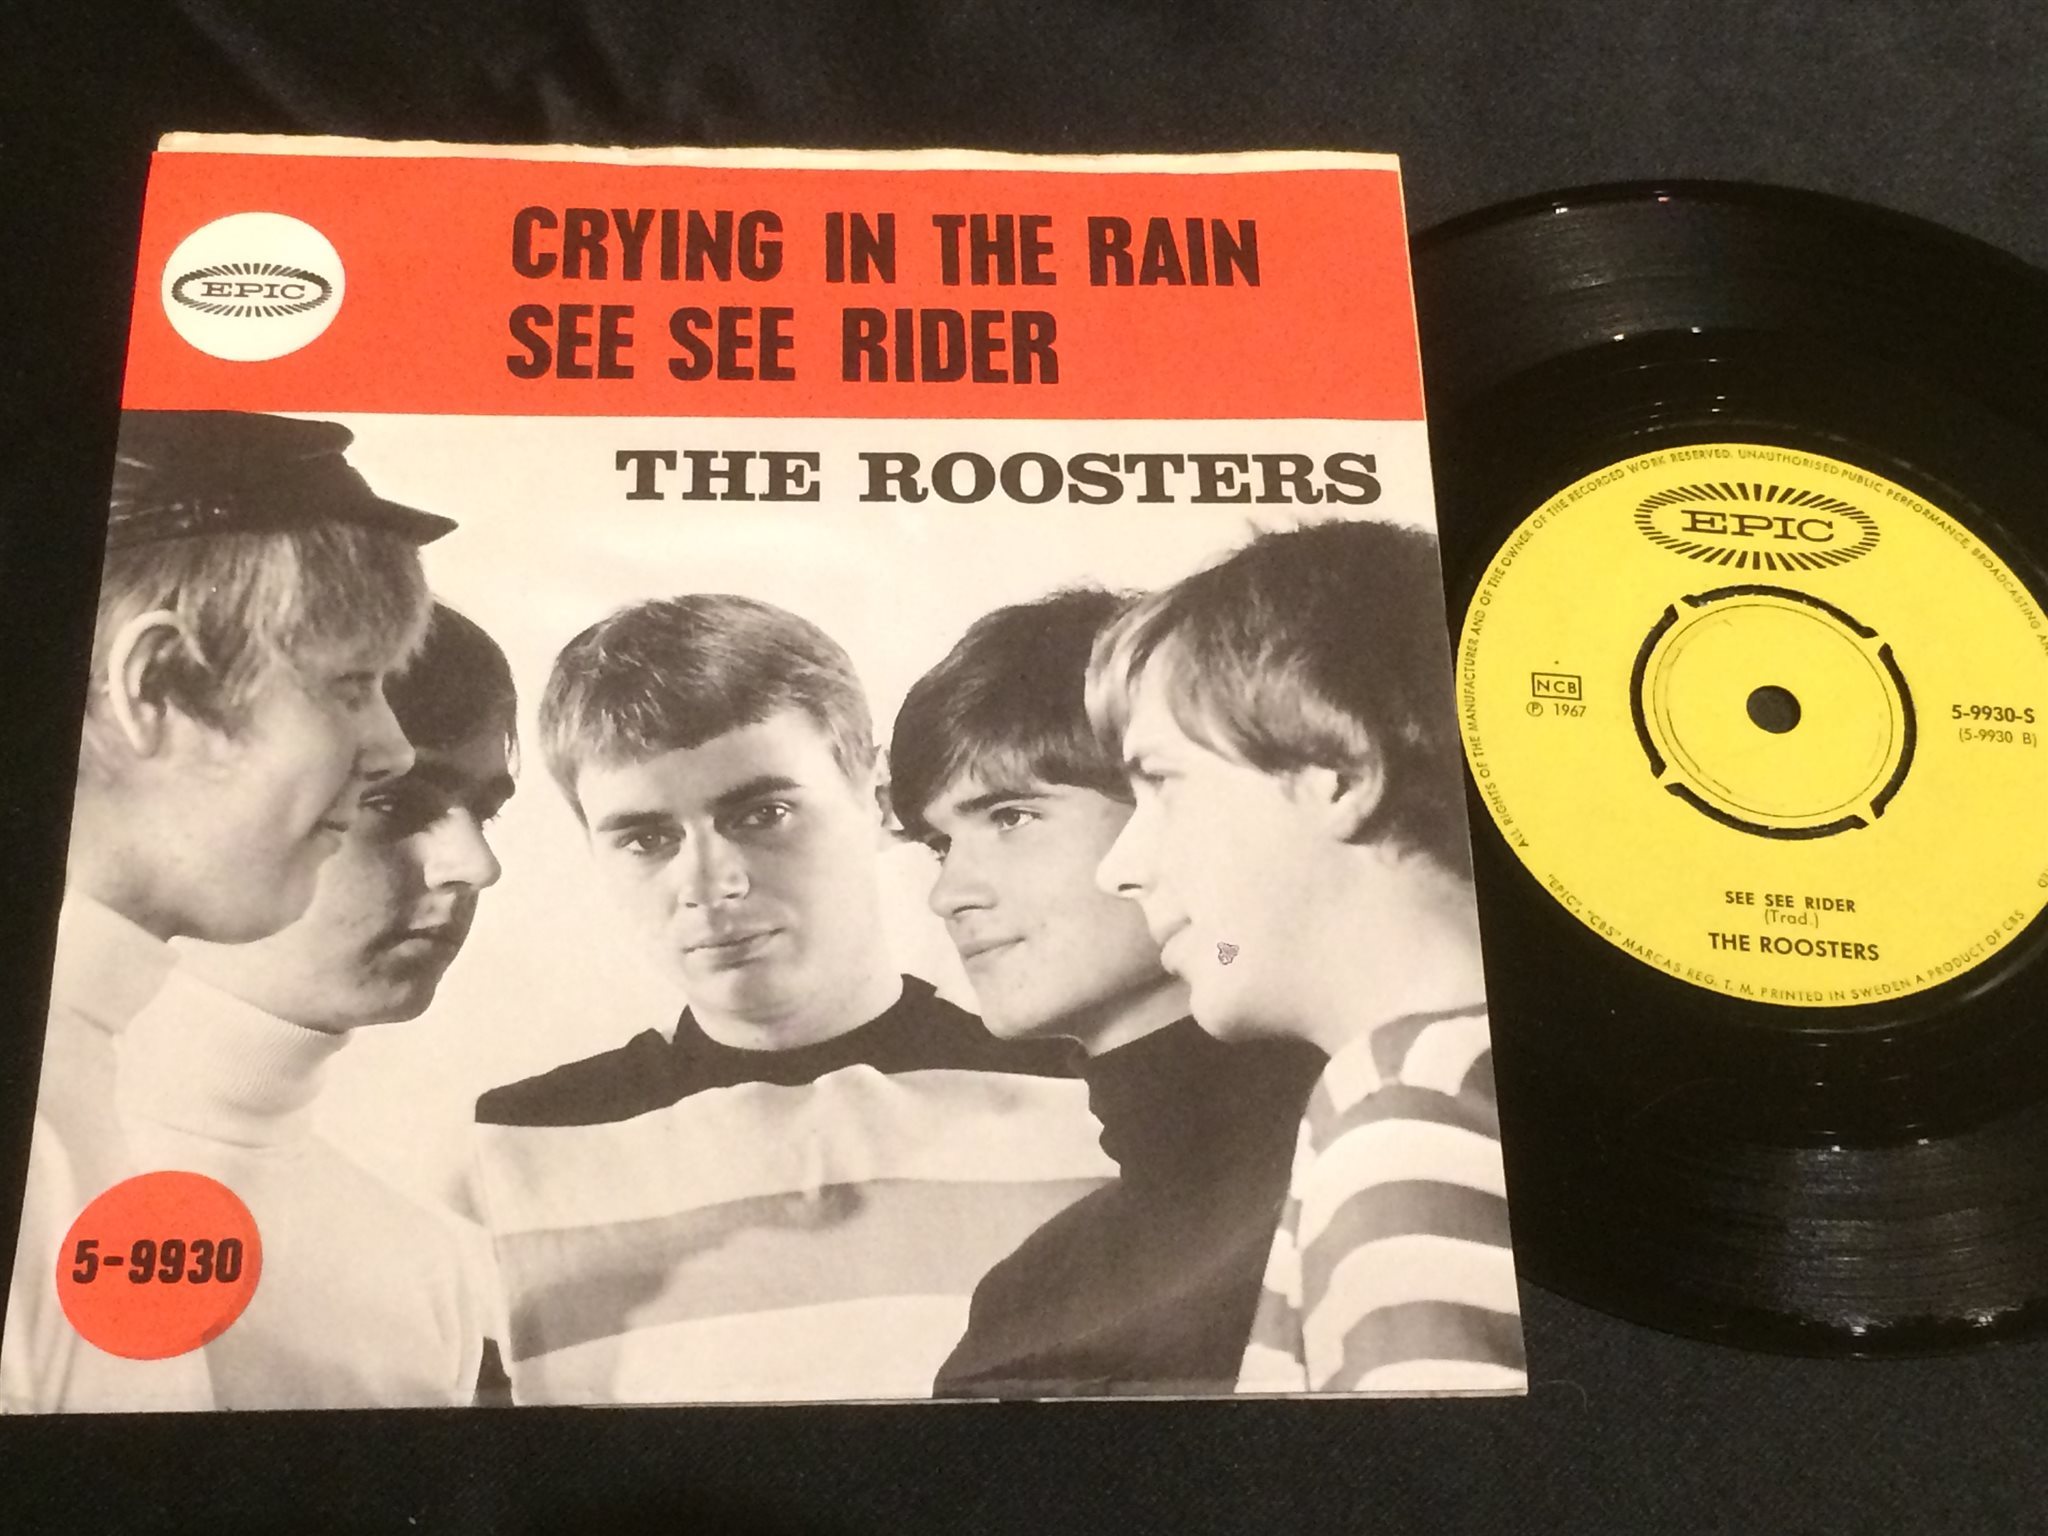 CRYING IN THE RAIN
SEE SEE RIDER
EPIC
THE ROOSTERS
5-9930
EPIC
NCB
℗ 1967
5-9930-S
(5-9930 B)
SEE SEE RIDER
(Trad.)
THE ROOSTERS
ALL RIGHTS OF THE MANUFACTURER AND OF THE OWNER OF THE RECORDED WORK RESERVED. UNAUTHORISED PUBLIC PERFORMANCE, BROADCASTING
"EPIC", "CBS" MARCAS REG. T. M. PRINTED IN SWEDEN A PRODUCT OF CBS